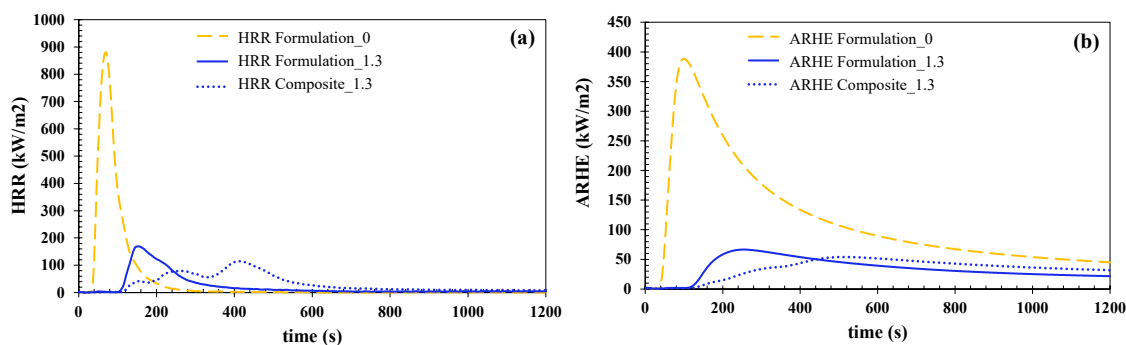 (a)
HRR Formulation_0
HRR Formulation_1.3
HRR Composite_1.3
HRR (kW/m2)
1000
900
800
700
600
500
400
300
200
100
0
0 200 400 600 800 1000 1200
time (s)
(b)
ARHE Formulation_0
ARHE Formulation_1.3
ARHE Composite_1.3
ARHE (kW/m2)
450
400
350
300
250
200
150
100
50
0
0 200 400 600 800 1000 1200
time (s)